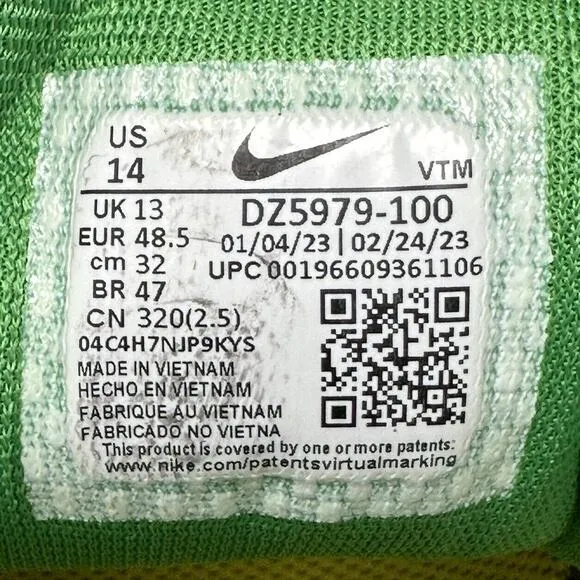 US
14
VTM
UK 13
DZ5979-100
EUR 48.5
01/04/23 | 02/24/23
cm 32
UPC 00196609361106
BR 47
CN 320(2.5)
04C4H7NJP9KYS
MADE IN VIETNAM
HECHO EN VIETNAM
FABRIQUE AU VIETNAM
FABRICADO NO VIETNA
This product is covered by one or more patents:
www.nike.com/patentsvirtualmarking